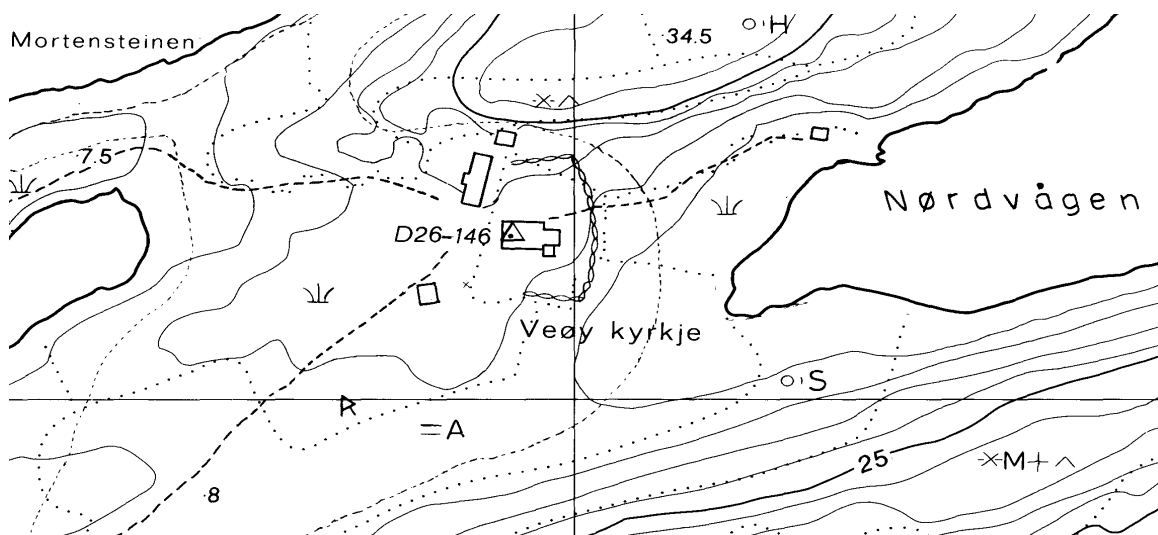 Mortensteinen
34.5
H
7.5
Nørdvågen
D26-146
Veøy kyrkje
S
A
25
M
8